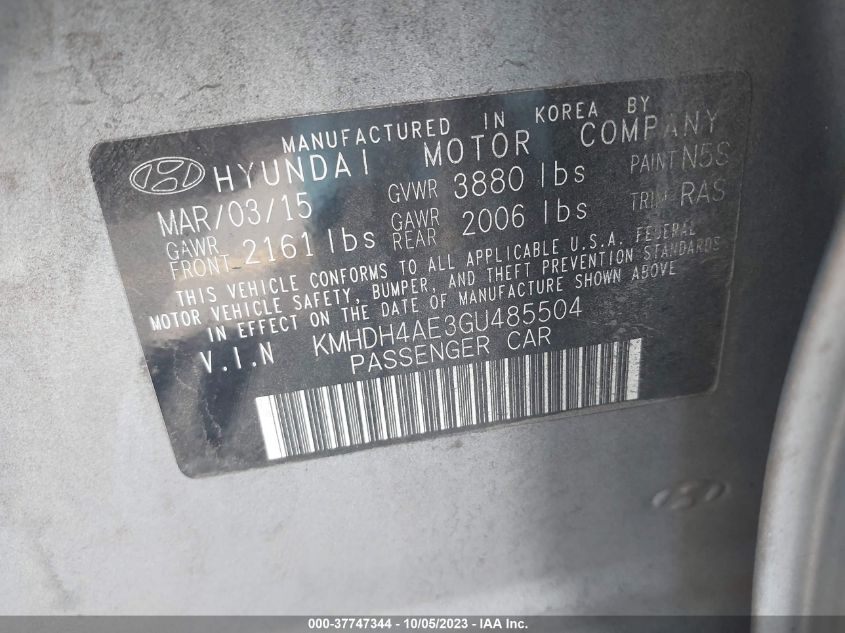 MANUFACTURED IN KOREA BY
HYUNDAI MOTOR COMPANY
MAR/03/15 GVWR 3880 lbs PAINT N5S
GAWR FRONT 2161 lbs GAWR REAR 2006 lbs TRIM RAS
THIS VEHICLE CONFORMS TO ALL APPLICABLE U.S.A. FEDERAL
MOTOR VEHICLE SAFETY, BUMPER, AND THEFT PREVENTION STANDARDS
IN EFFECT ON THE DATE OF MANUFACTURE SHOWN ABOVE
V.I.N KMHDH4AE3GU485504
PASSENGER CAR
000-37747344 - 10/05/2023 - IAA Inc.